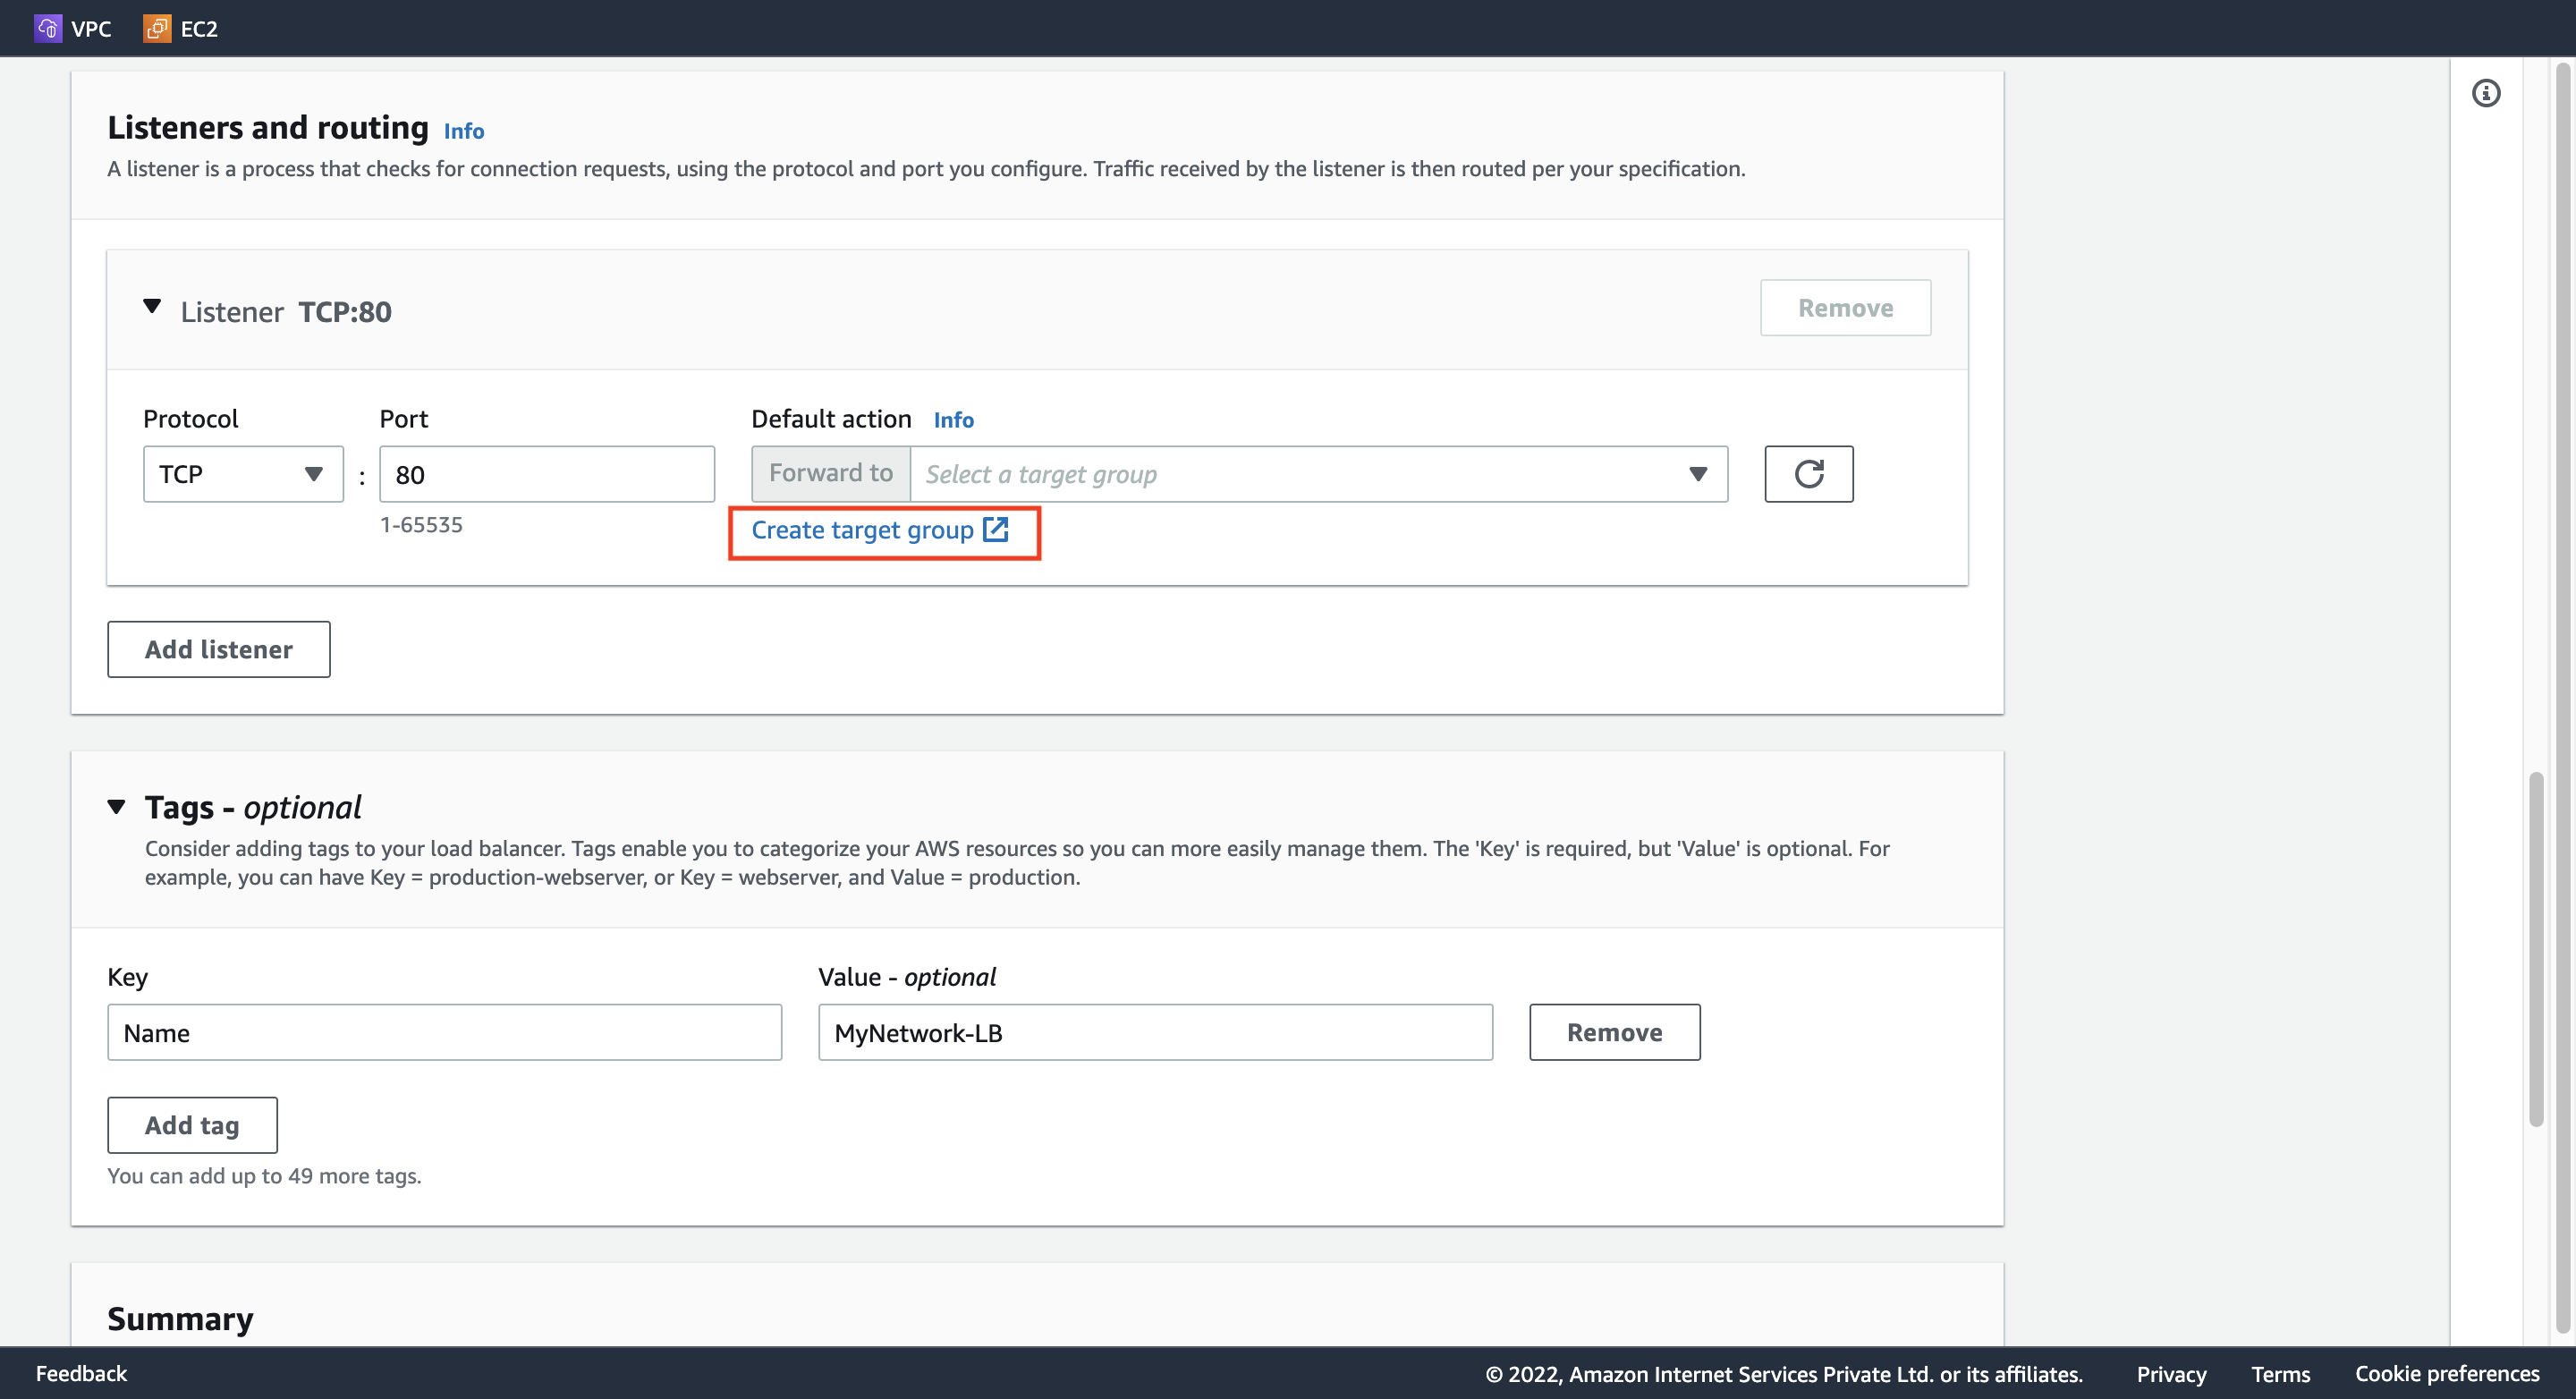 VPC EC2
Listeners and routing Info
A listener is a process that checks for connection requests, using the protocol and port you configure. Traffic received by the listener is then routed per your specification.
Listener TCP:80 Remove
Protocol Port Default action Info
TCP : 80 Forward to Select a target group
1-65535 Create target group
Add listener
Tags - optional
Consider adding tags to your load balancer. Tags enable you to categorize your AWS resources so you can more easily manage them. The 'Key' is required, but 'Value' is optional. For
example, you can have Key = production-webserver, or Key = webserver, and Value = production.
Key Value - optional
Name MyNetwork-LB Remove
Add tag
You can add up to 49 more tags.
Summary
Feedback © 2022, Amazon Internet Services Private Ltd. or its affiliates. Privacy Terms Cookie preferences